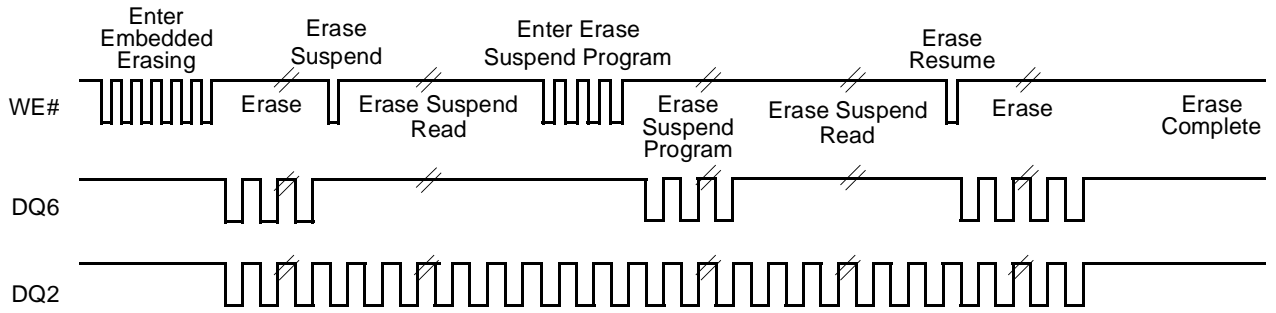 Enter
Embedded
Erasing
Erase
Suspend
Enter Erase
Suspend Program
Erase
Resume
WE#
Erase
Erase Suspend
Read
Erase
Suspend
Program
Erase Suspend
Read
Erase
Erase
Complete
DQ6
DQ2